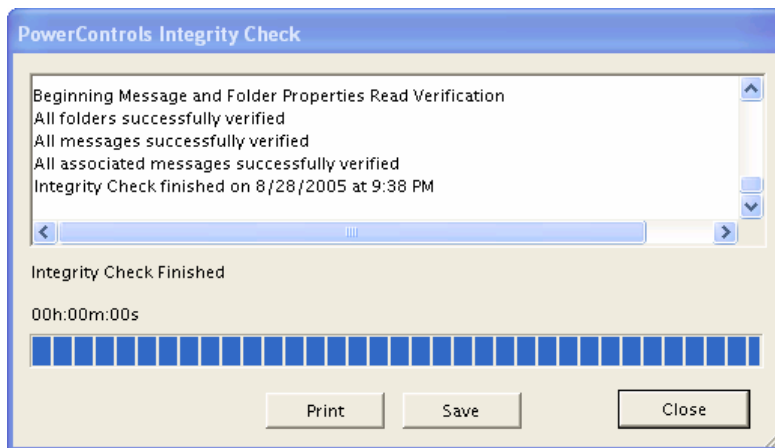 PowerControls Integrity Check
Beginning Message and Folder Properties Read Verification
All folders successfully verified
All messages successfully verified
All associated messages successfully verified
Integrity Check finished on 8/28/2005 at 9:38 PM
Integrity Check Finished
00h:00m:00s
Print Save Close